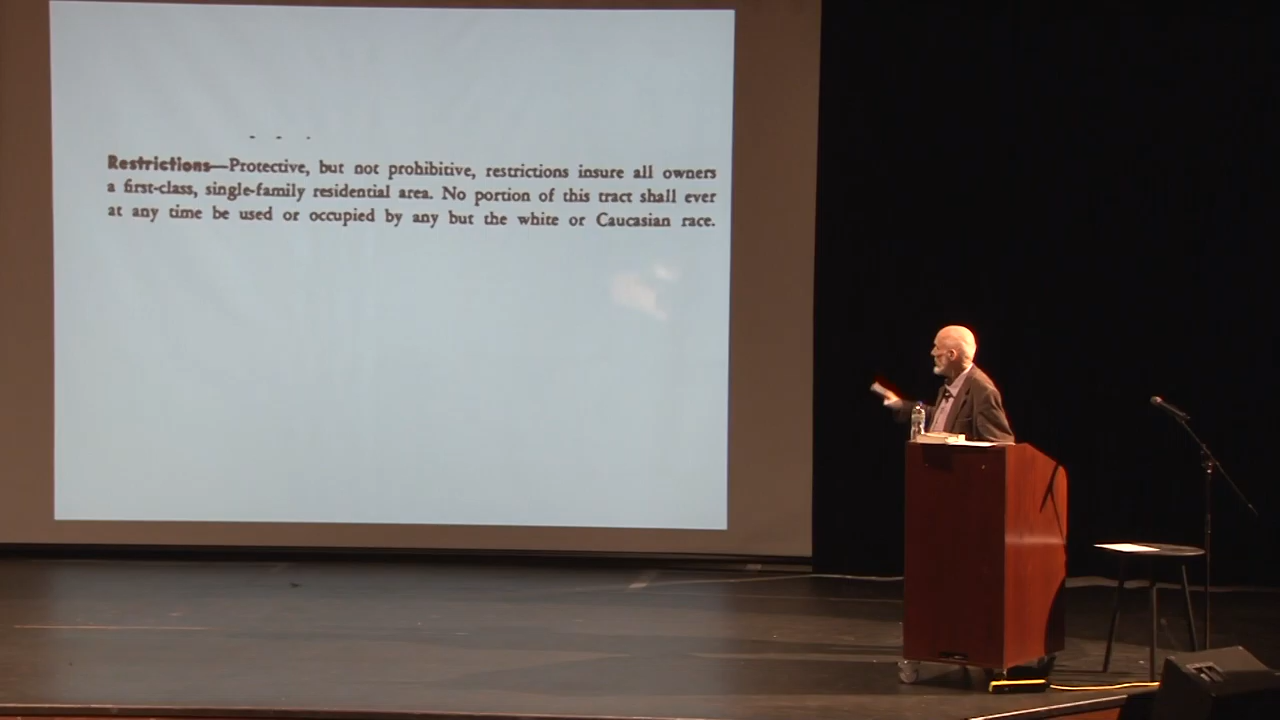 Restrictions—Protective, but not prohibitive, restrictions insure all owners
a first-class, single-family residential area. No portion of this tract shall ever
at any time be used or occupied by any but the white or Caucasian race.